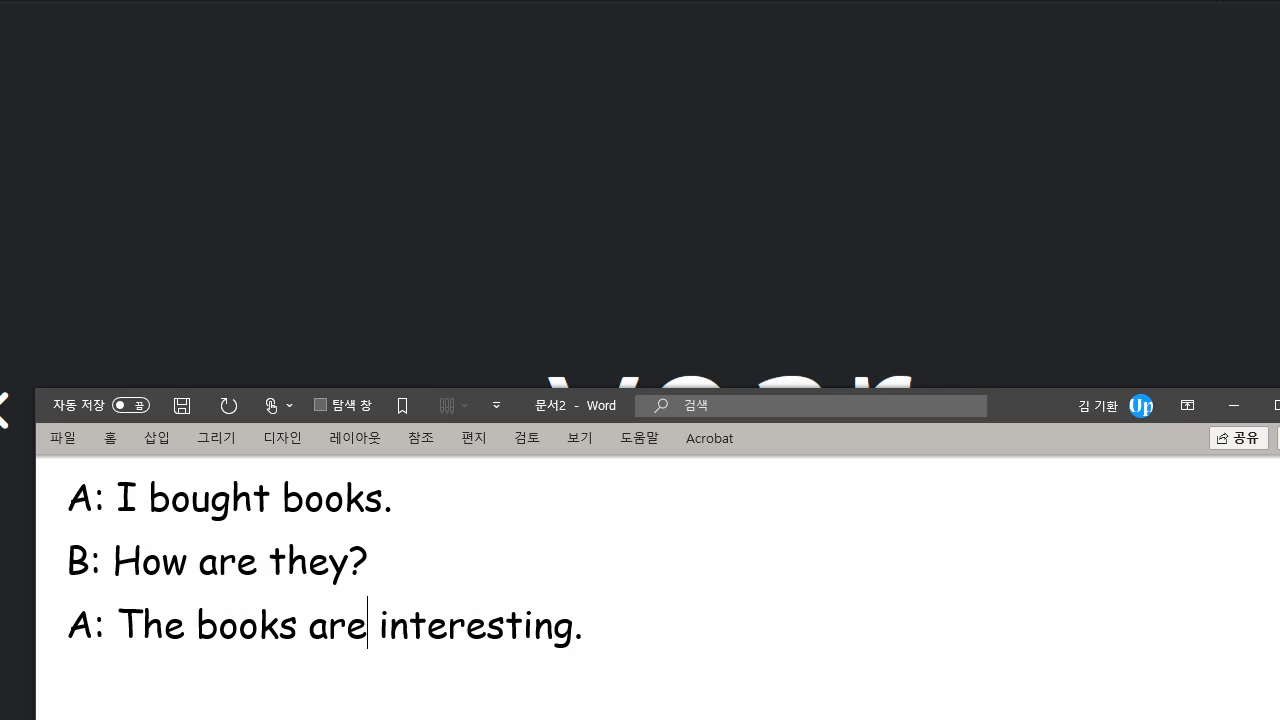 year
자동 저장 끔 탐색 창 문서2 - Word 검색 김 기환 Up
파일 홈 삽입 그리기 디자인 레이아웃 참조 편지 검토 보기 도움말 Acrobat 공유
A: I bought books.
B: How are they?
A: The books are interesting.